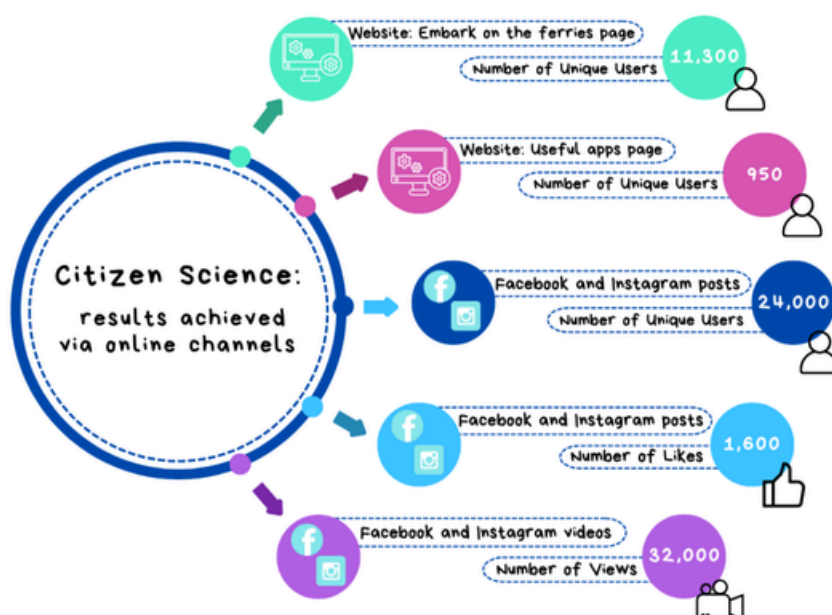 Website: Embark on the ferries page
Number of Unique Users
11,300
Website: Useful apps page
Number of Unique Users
950
Citizen Science:
results achieved
via online channels
Facebook and Instagram posts
Number of Unique Users
24,000
Facebook and Instagram posts
Number of Likes
1,600
Facebook and Instagram videos
Number of Views
32,000